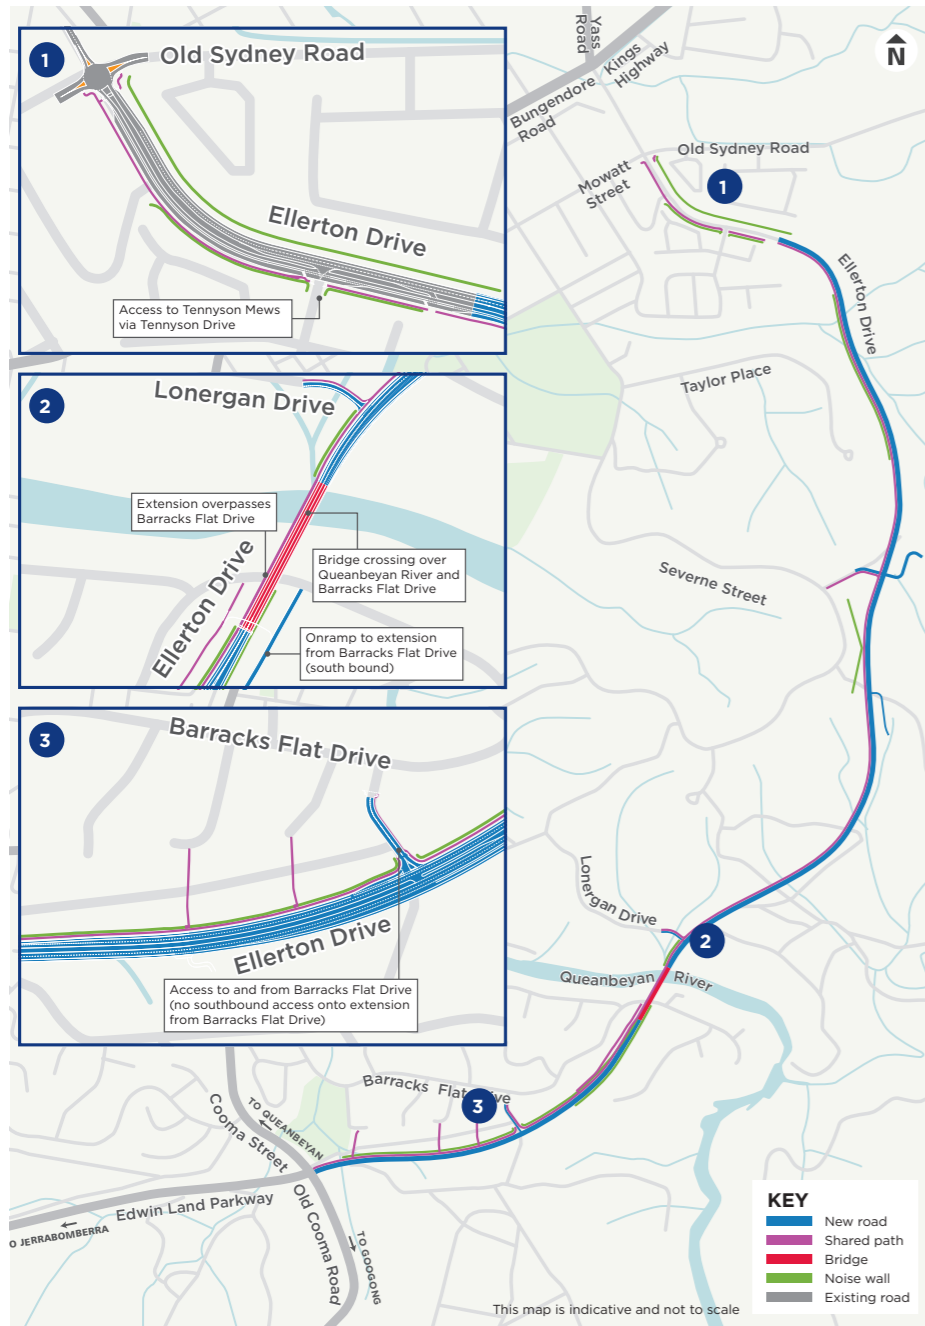 1
Old Sydney Road
Ellerton Drive
Access to Tennyson Mews
via Tennyson Drive
2
Lonergan Drive
Extension overpasses
Barracks Flat Drive
Bridge crossing over
Queanbeyan River and
Barracks Flat Drive
Ellerton Drive
Onramp to extension
from Barracks Flat Drive
(south bound)
3
Barracks Flat Drive
Ellerton Drive
Access to and from Barracks Flat Drive
(no southbound access onto extension
from Barracks Flat Drive)
N
Yass
Road
Kings
Highway
Bungendore
Road
Old Sydney Road
Mowatt
Street
1
Ellerton Drive
Taylor Place
Severne Street
Lonergan Drive
2
Queanbeyan River
Barracks Flat Drive
3
TO QUEANBEYAN
Cooma Street
Edwin Land Parkway
O JERRABOMBERRA
Old Cooma Road
TO GOOGONG
KEY
New road
Shared path
Bridge
Noise wall
Existing road
This map is indicative and not to scale